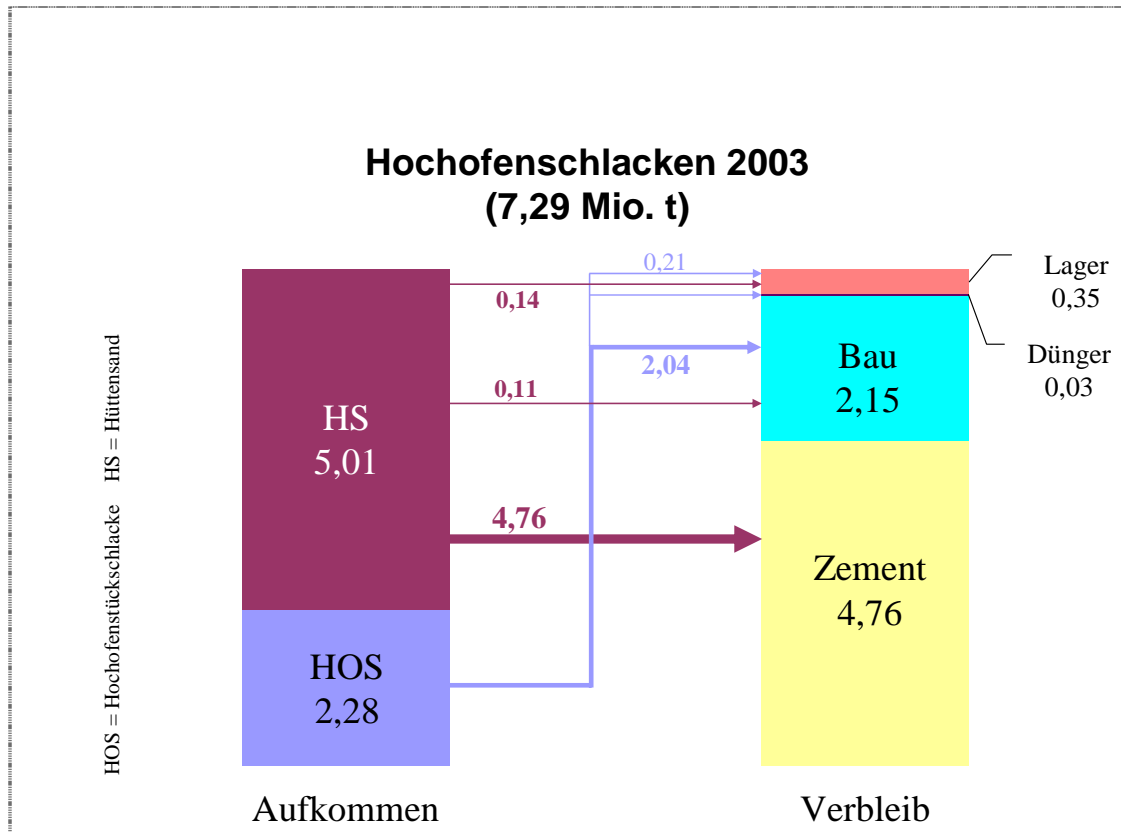 Hochofenschlacken 2003
(7,29 Mio. t)
HOS = Hochofenstückschlacke HS = Hüttensand
HS
5,01
HOS
2,28
Aufkommen
0,21
0,14
2,04
0,11
4,76
Bau
2,15
Zement
4,76
Verbleib
Lager
0,35
Dünger
0,03